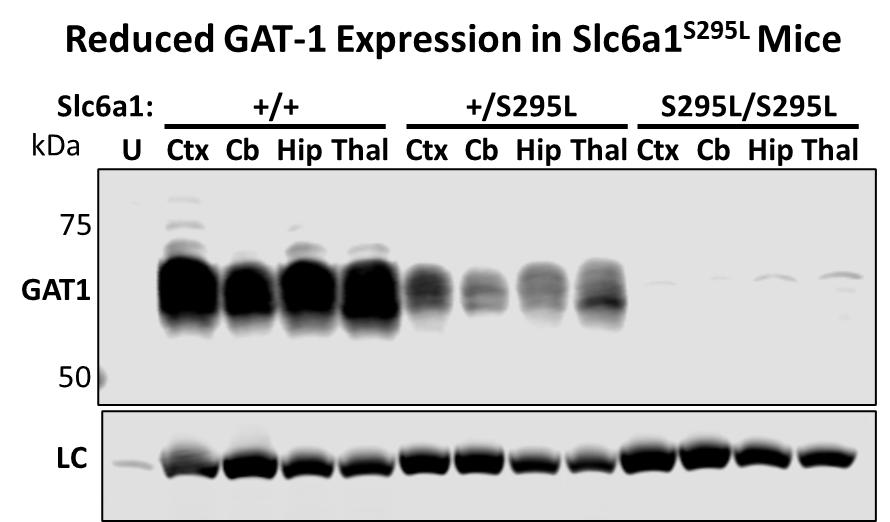 Reduced GAT-1 Expression in Slc6a1S295L Mice
Slc6a1: +/+ +/S295L S295L/S295L
kDa U Ctx Cb Hip Thal Ctx Cb Hip Thal Ctx Cb Hip Thal
75
GAT1
50
LC